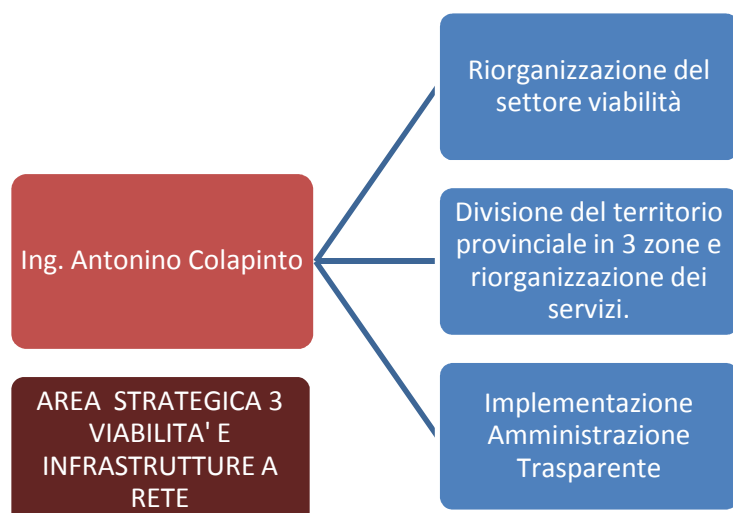 Riorganizzazione del
settore viabilità
Ing. Antonino Colapinto
Divisione del territorio
provinciale in 3 zone e
riorganizzazione dei
servizi.
AREA  STRATEGICA 3
VIABILITA' E
INFRASTRUTTURE A
RETE
Implementazione
Amministrazione
Trasparente